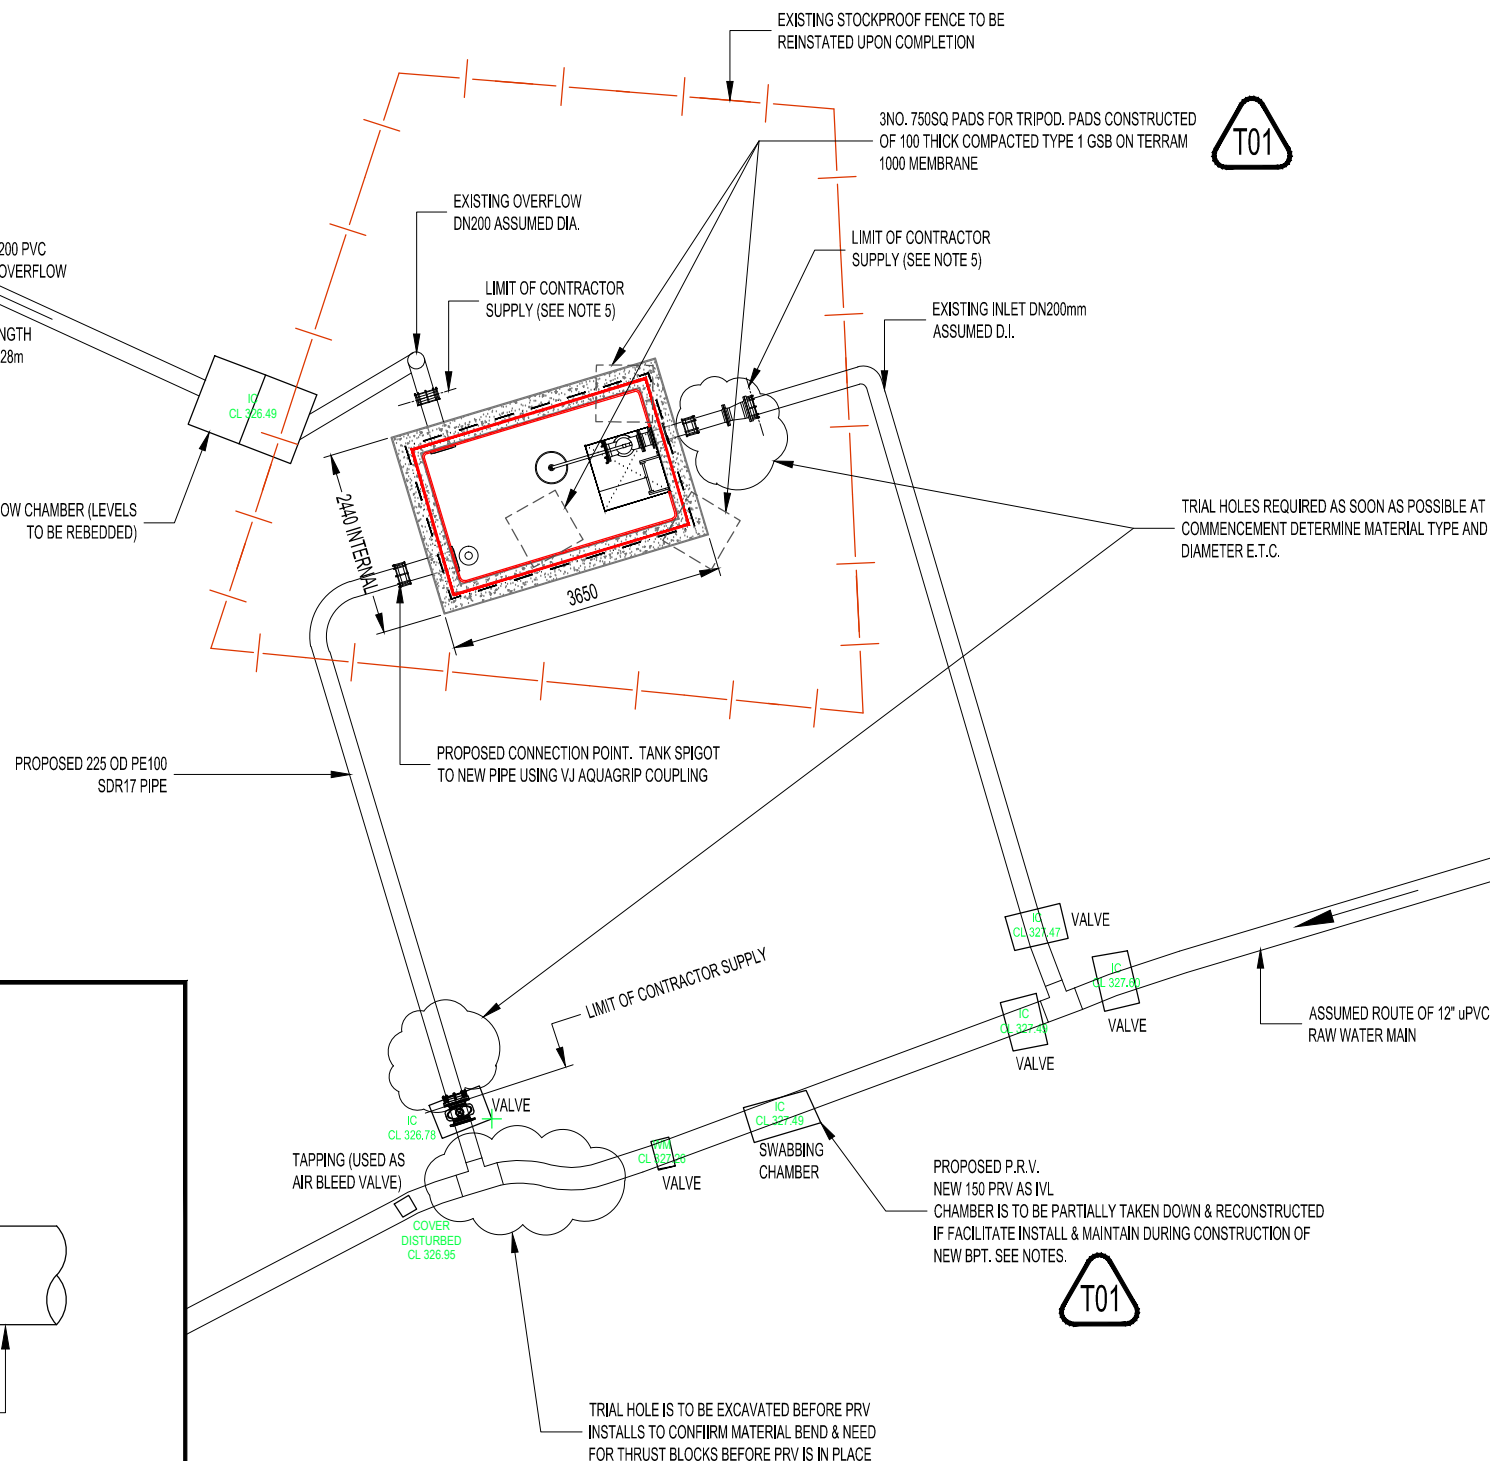 EXISTING STOCKPROOF FENCE TO BE
REINSTATED UPON COMPLETION
3NO. 750SQ PADS FOR TRIPOD. PADS CONSTRUCTED
OF 100 THICK COMPACTED TYPE 1 GSB ON TERRAM
1000 MEMBRANE
T01
EXISTING OVERFLOW
DN200 ASSUMED DIA.
LIMIT OF CONTRACTOR
SUPPLY (SEE NOTE 5)
200 PVC
OVERFLOW
LIMIT OF CONTRACTOR
SUPPLY (SEE NOTE 5)
EXISTING INLET DN200mm
ASSUMED D.I.
NGTH
28m
IC
CL 326.49
OW CHAMBER (LEVELS
TO BE REBEDDED)
2440 INTERNAL
3650
TRIAL HOLES REQUIRED AS SOON AS POSSIBLE AT
COMMENCEMENT DETERMINE MATERIAL TYPE AND
DIAMETER E.T.C.
PROPOSED CONNECTION POINT. TANK SPIGOT
TO NEW PIPE USING VJ AQUAGRIP COUPLING
PROPOSED 225 OD PE100
SDR17 PIPE
IC
CL 327.47
VALVE
LIMIT OF CONTRACTOR SUPPLY
IC
CL 327.60
VALVE
IC
CL 327.49
VALVE
ASSUMED ROUTE OF 12" uPVC
RAW WATER MAIN
VALVE
IC
CL 326.78
IC
CL 327.49
SWABBING
CHAMBER
WM
CL 327.26
VALVE
TAPPING (USED AS
AIR BLEED VALVE)
COVER
DISTURBED
CL 326.95
PROPOSED P.R.V.
NEW 150 PRV AS IVL
CHAMBER IS TO BE PARTIALLY TAKEN DOWN & RECONSTRUCTED
IF FACILITATE INSTALL & MAINTAIN DURING CONSTRUCTION OF
NEW BPT. SEE NOTES.
T01
TRIAL HOLE IS TO BE EXCAVATED BEFORE PRV
INSTALLS TO CONFIIRM MATERIAL BEND & NEED
FOR THRUST BLOCKS BEFORE PRV IS IN PLACE